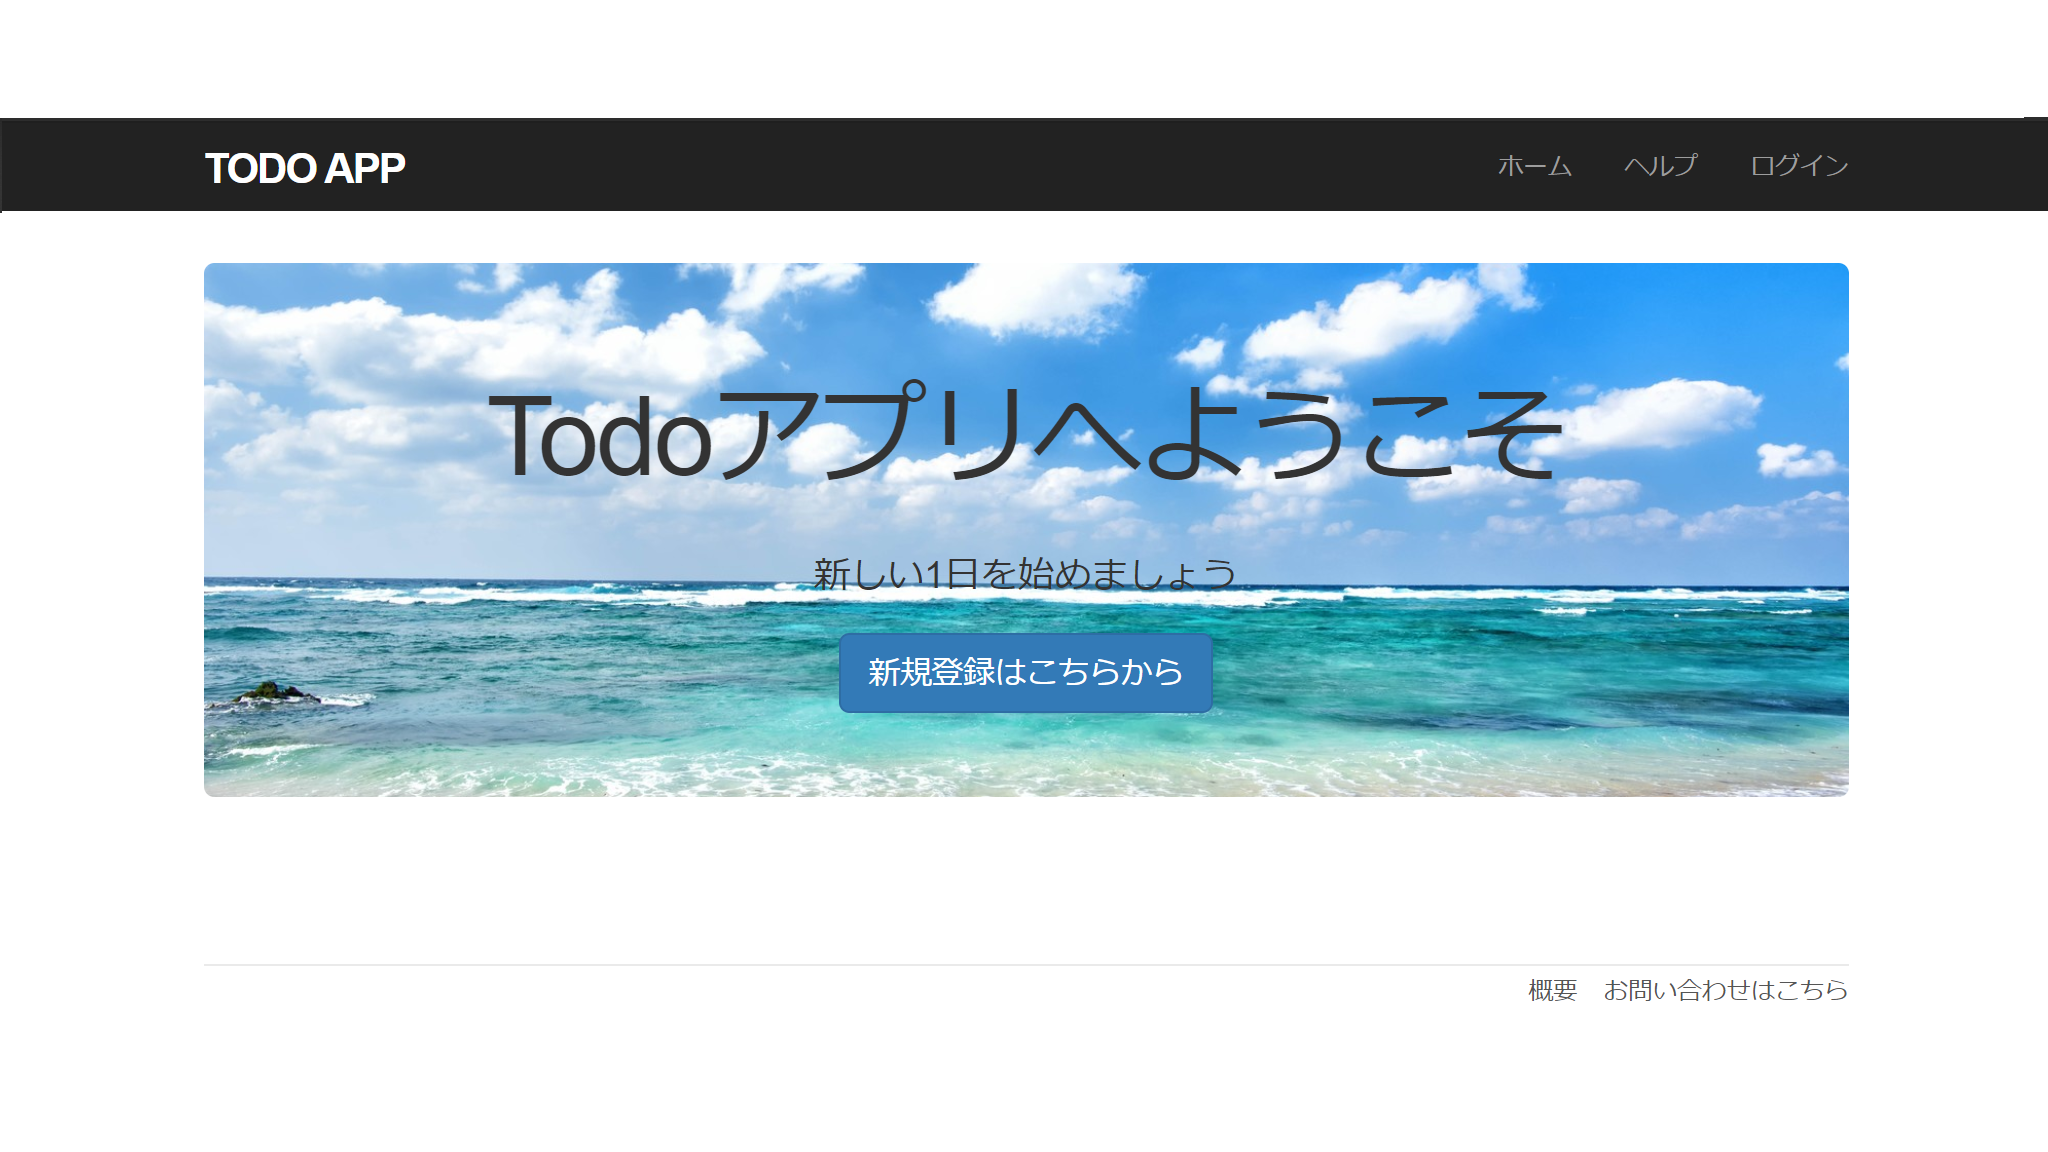 TODO APP
ホーム ヘルプ ログイン
Todoアプリへようこそ
新しい1日を始めましょう
新規登録はこちらから
概要 お問い合わせはこちら